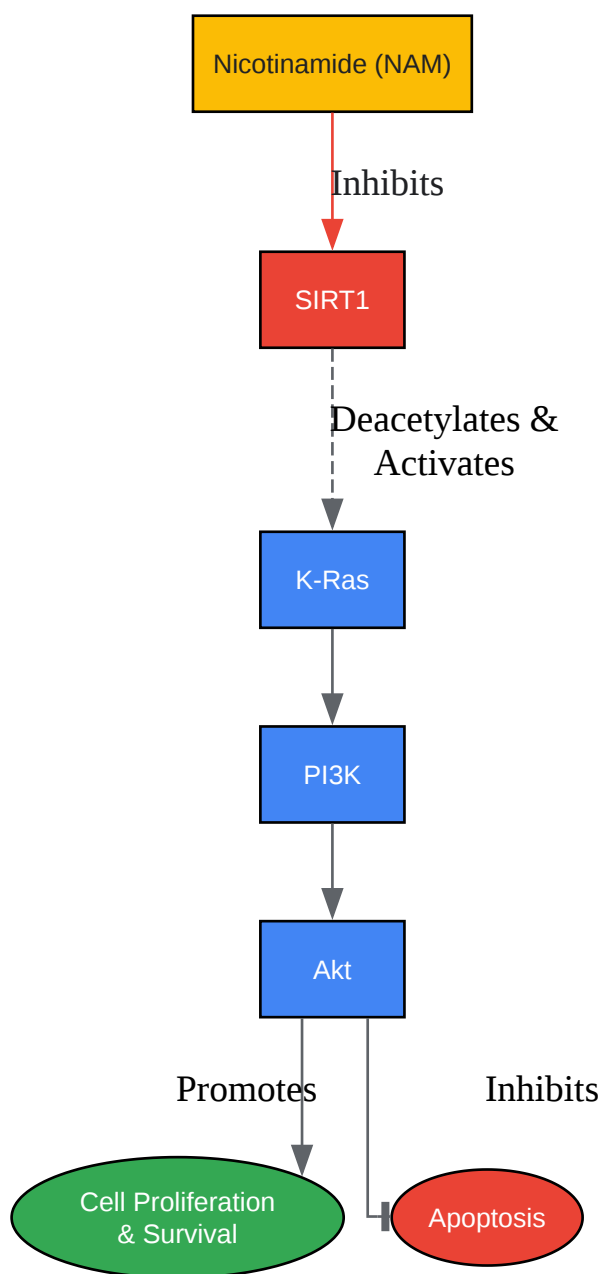 Nicotinamide (NAM)
Inhibits
SIRT1
Deacetylates &
Activates
K-Ras
PI3K
Akt
Promotes
Inhibits
Cell Proliferation
& Survival
Apoptosis